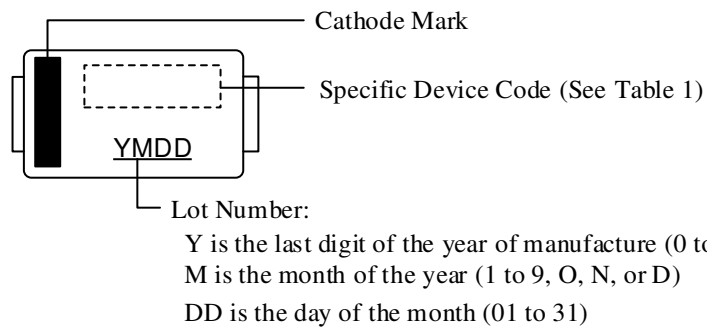 Cathode Mark
Specific Device Code (See Table 1)
YMDD
Lot Number:
Y is the last digit of the year of manufacture (0 to
M is the month of the year (1 to 9, O, N, or D)
DD is the day of the month (01 to 31)